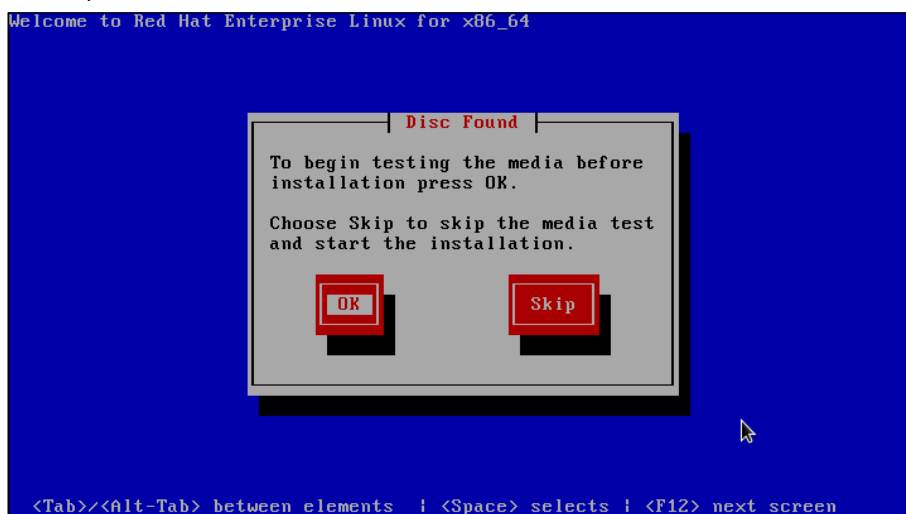 Welcome to Red Hat Enterprise Linux for x86_64
Disc Found
To begin testing the media before
installation press OK.
Choose Skip to skip the media test
and start the installation.
OK
Skip
<Tab>/<Alt-Tab> between elements | <Space> selects | <F12> next screen